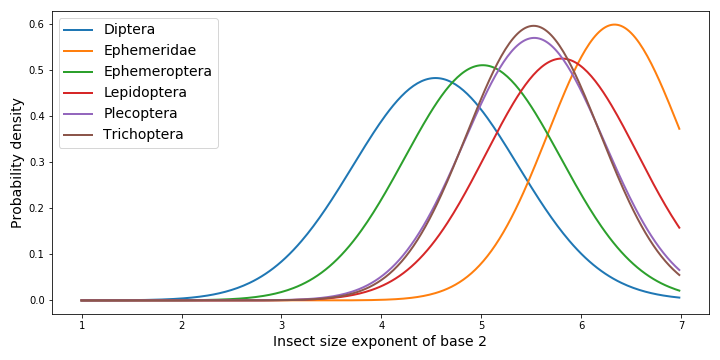 Diptera
Ephemeridae
Ephemeroptera
Lepidoptera
Plecoptera
Trichoptera
Probability density
0.6
0.5
0.4
0.3
0.2
0.1
0.0
1 2 3 4 5 6 7
Insect size exponent of base 2